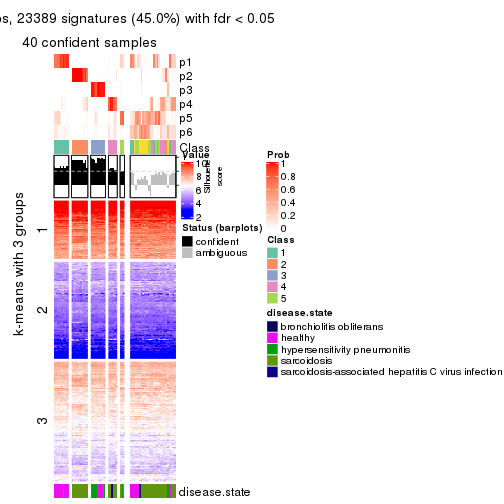 os, 23389 signatures (45.0%) with fdr < 0.05
40 confident samples
p1
p2
p3
p4
p5
p6
Class
Silhouette
score
k-means with 3 groups
1
2
3
disease.state
Value
10
8
6
4
2
Status (barplots)
confident
ambiguous
Prob
1
0.8
0.6
0.4
0.2
0
Class
1
2
3
4
5
disease.state
bronchiolitis obliterans
healthy
hypersensitivity pneumonitis
sarcoidosis
sarcoidosis-associated hepatitis C virus infection